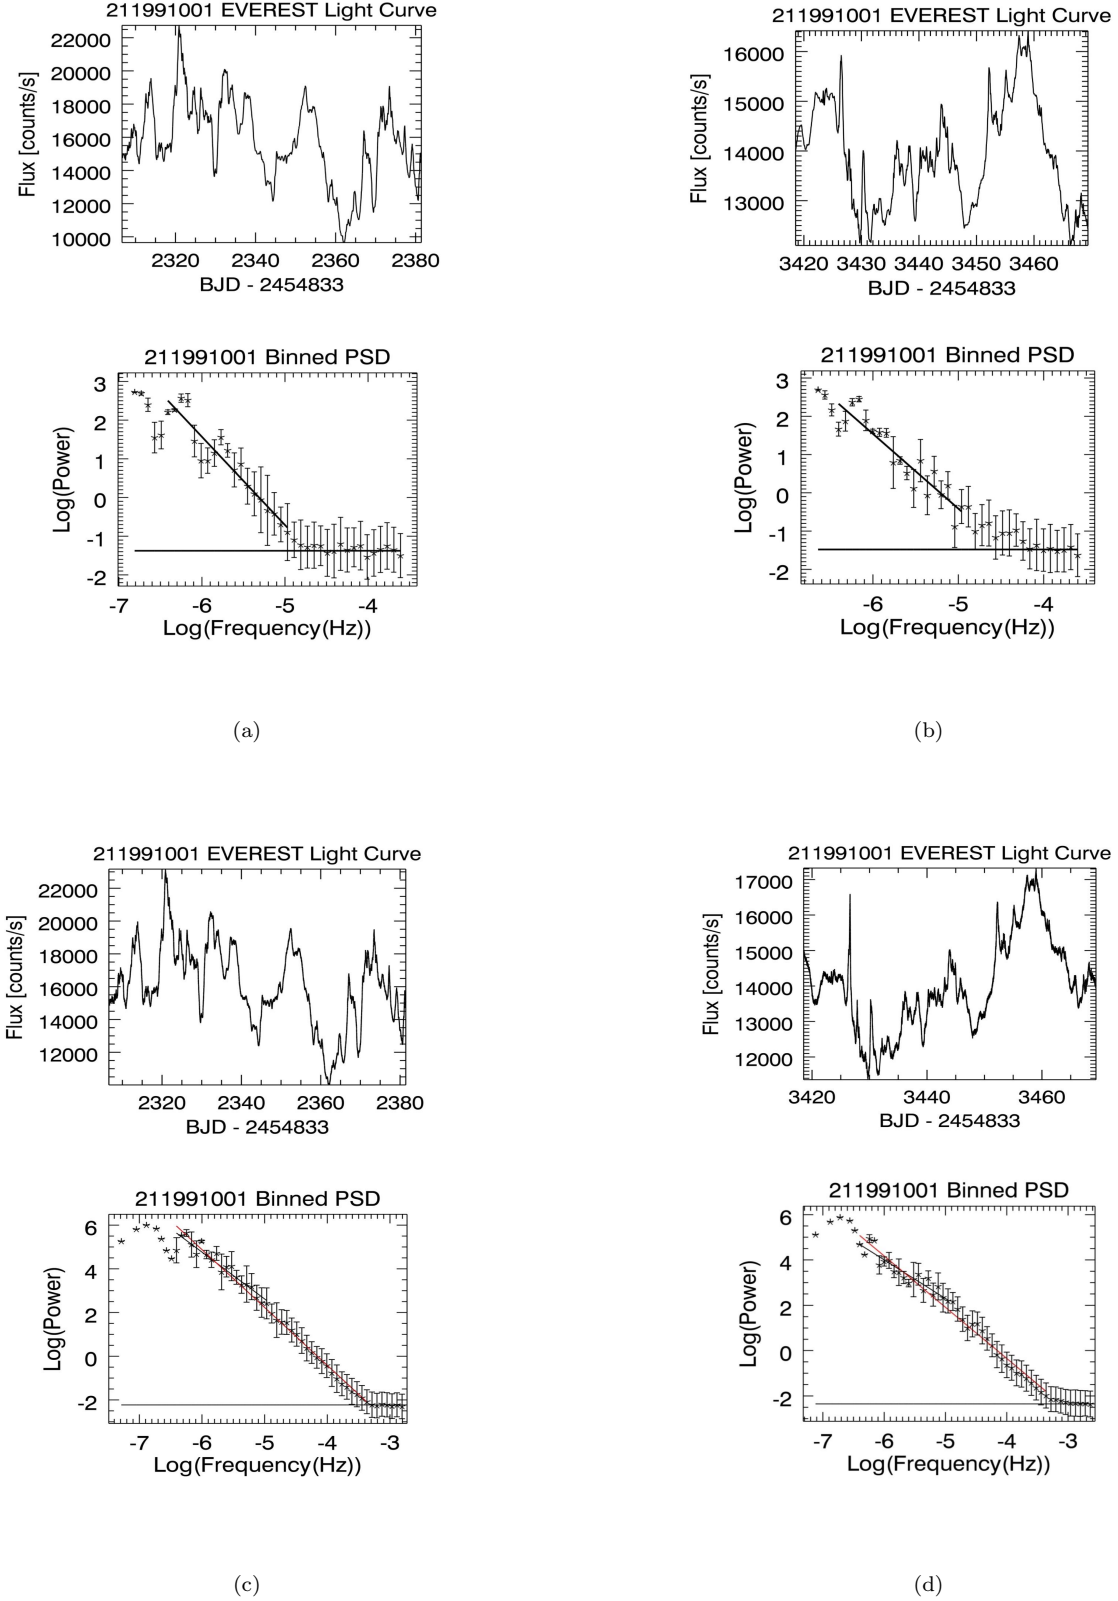 211991001 EVEREST Light Curve
Flux [counts/s]
22000
20000
18000
16000
14000
12000
10000
2320 2340 2360 2380
BJD - 2454833
211991001 Binned PSD
Log(Power)
3
2
1
0
-1
-2
-7 -6 -5 -4
Log(Frequency(Hz))
(a)
211991001 EVEREST Light Curve
Flux [counts/s]
16000
15000
14000
13000
3420 3430 3440 3450 3460
BJD - 2454833
211991001 Binned PSD
Log(Power)
3
2
1
0
-1
-2
-6 -5 -4
Log(Frequency(Hz))
(b)
211991001 EVEREST Light Curve
Flux [counts/s]
22000
20000
18000
16000
14000
12000
2320 2340 2360 2380
BJD - 2454833
211991001 Binned PSD
Log(Power)
6
4
2
0
-2
-7 -6 -5 -4 -3
Log(Frequency(Hz))
(c)
211991001 EVEREST Light Curve
Flux [counts/s]
17000
16000
15000
14000
13000
12000
3420 3440 3460
BJD - 2454833
211991001 Binned PSD
Log(Power)
6
4
2
0
-2
-7 -6 -5 -4 -3
Log(Frequency(Hz))
(d)